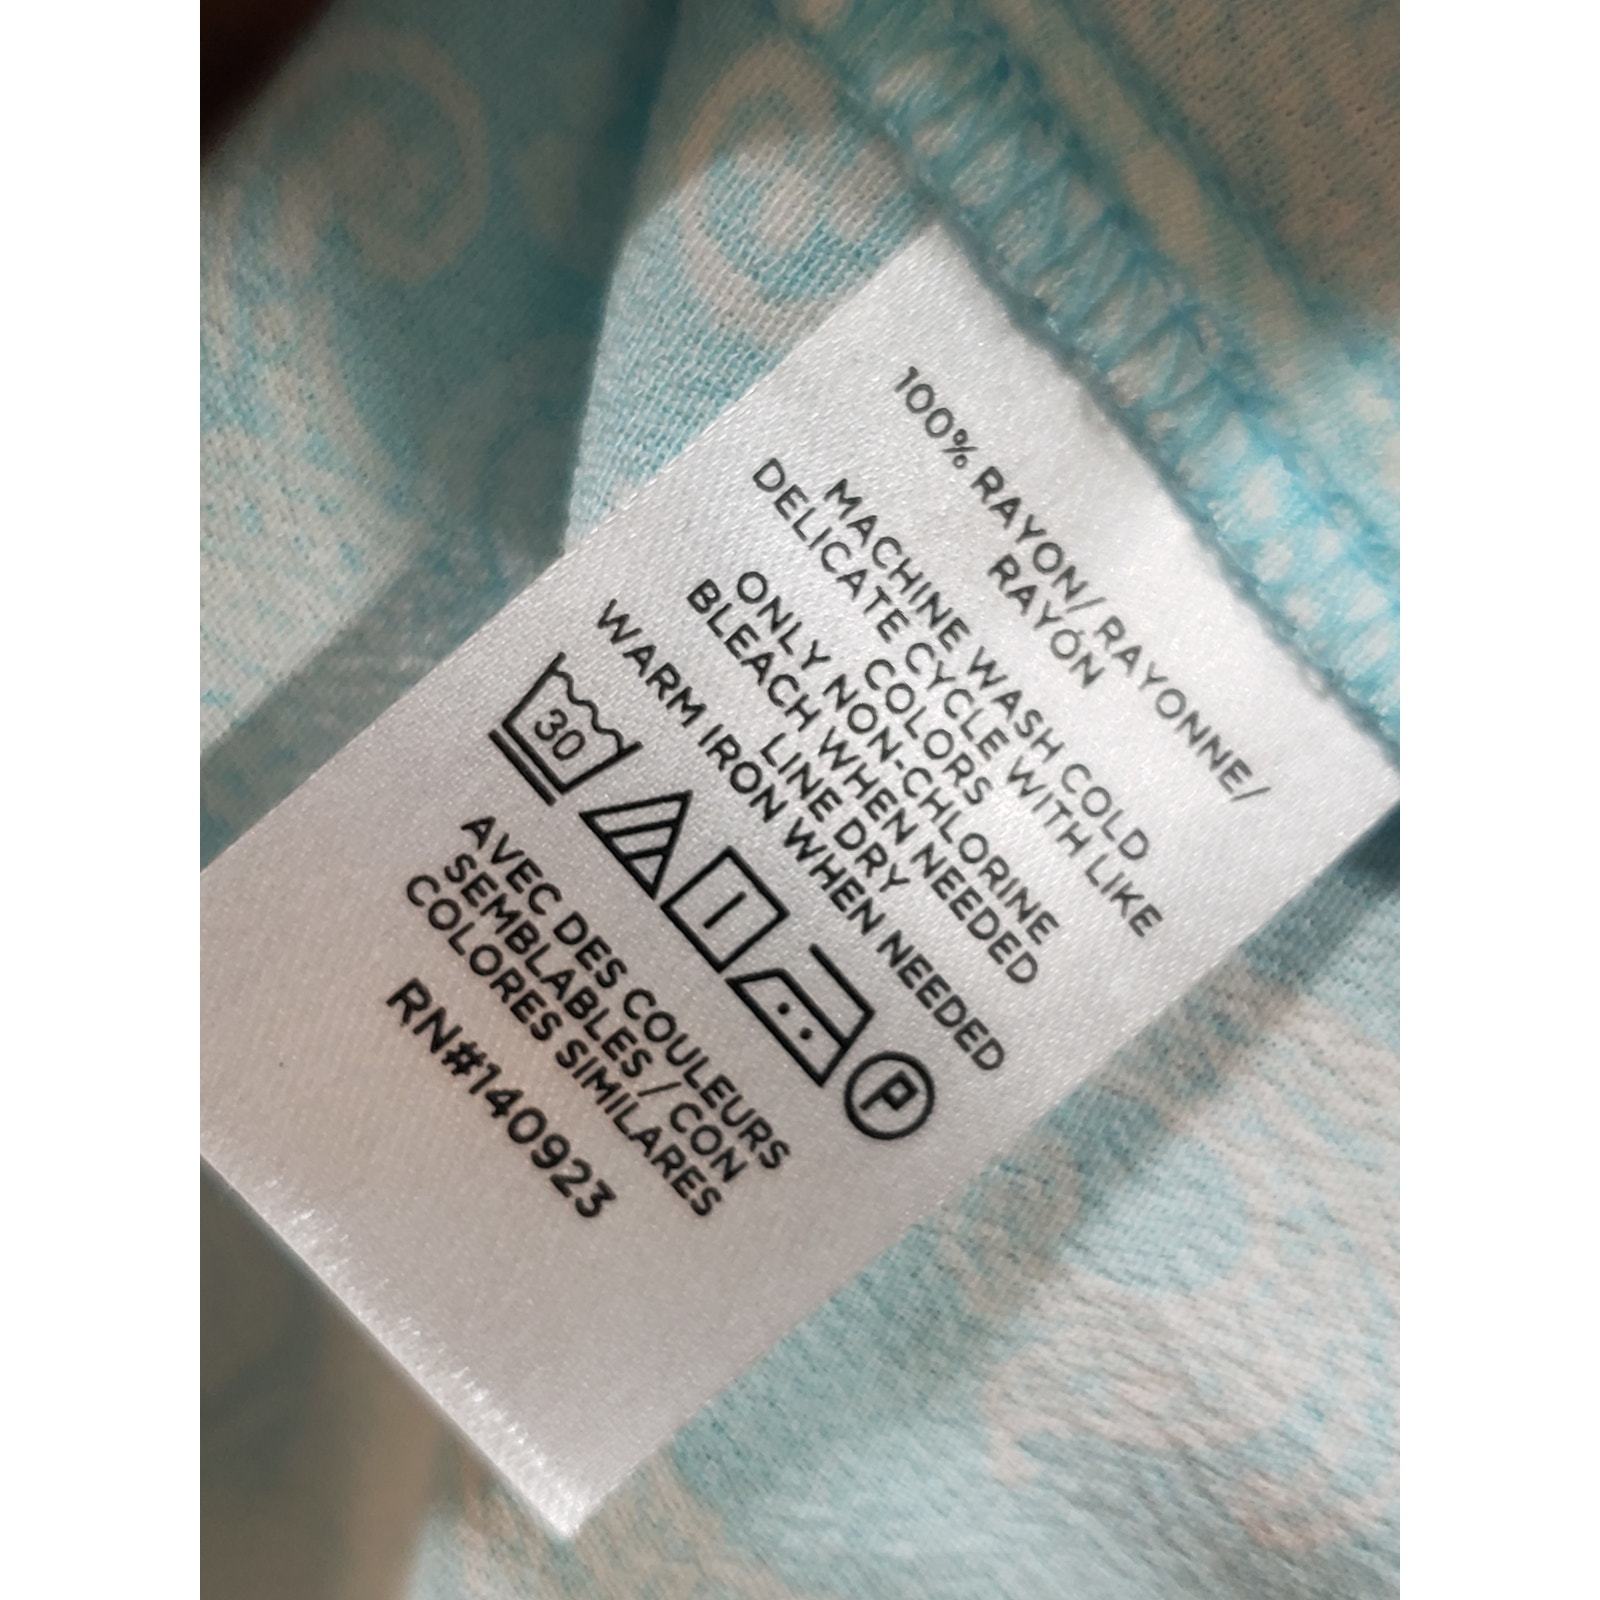 100% RAYON/ RAYONNE/
RAYÓN
MACHINE WASH COLD
DELICATE CYCLE WITH LIKE
COLORS
ONLY NON-CHLORINE
BLEACH WHEN NEEDED
LINE DRY
WARM IRON WHEN NEEDED
30
P
AVEC DES COULEURS
SEMBLABLES / CON
COLORES SIMILARES
RN#140923